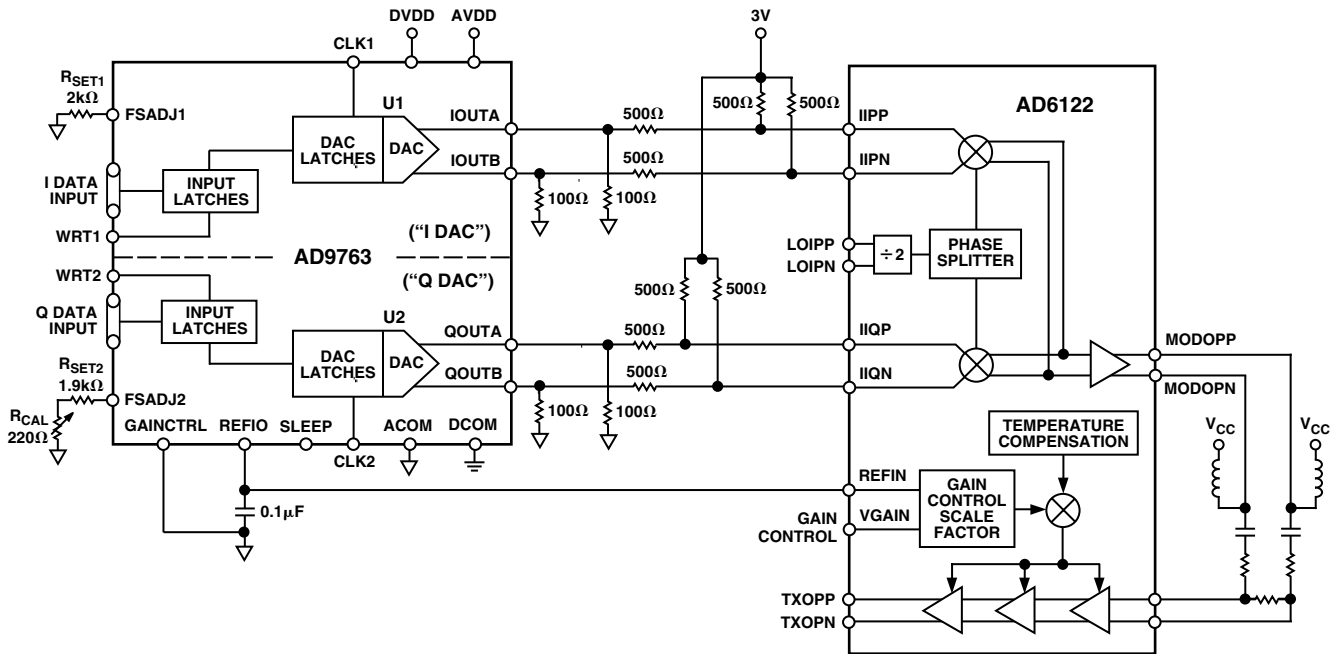 DVDD AVDD
3V
CLK1
RSET1
2kΩ
FSADJ1
U1
IOUTA
500Ω
500Ω
500Ω
IIPP
AD6122
DAC
LATCHES
DAC
IOUTB
500Ω
IIPN
I DATA
INPUT
INPUT
LATCHES
100Ω
100Ω
WRT1
("I DAC")
LOIPP
LOIPN
÷2
PHASE
SPLITTER
AD9763
WRT2
("Q DAC")
500Ω
500Ω
Q DATA
INPUT
INPUT
LATCHES
U2
QOUTA
500Ω
IIQP
MODOPP
DAC
LATCHES
DAC
QOUTB
500Ω
IIQN
MODOPN
RSET2
1.9kΩ
FSADJ2
100Ω
100Ω
RCAL
220Ω
GAINCTRL
REFIO
SLEEP
CLK2
ACOM
DCOM
TEMPERATURE
COMPENSATION
VCC
VCC
REFIN
0.1µF
GAIN
CONTROL
VGAIN
GAIN
CONTROL
SCALE
FACTOR
TXOPP
TXOPN